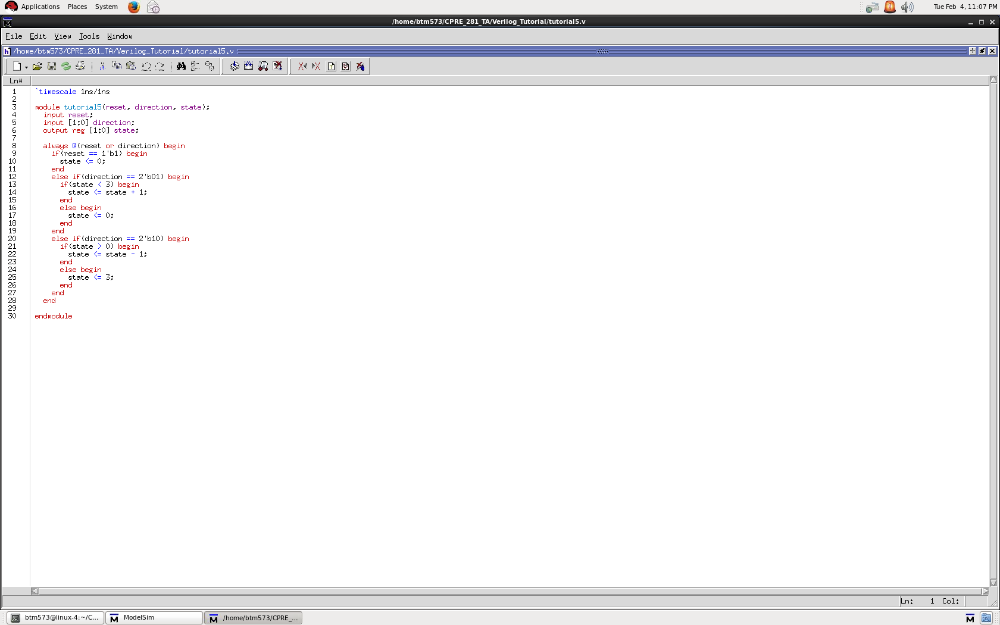 Applications Places System Tue Feb 4, 11:07 PM
/home/btm573/CPRE_281_TA/Verilog_Tutorial/tutorial5.v
File Edit View Tools Window
/home/btm573/CPRE_281_TA/Verilog_Tutorial/tutorial5.v
Ln#
1 `timescale 1ns/1ns
2
3 module tutorial5(reset, direction, state);
4   input reset;
5   input [1:0] direction;
6   output reg [1:0] state;
7
8   always @(reset or direction) begin
9     if(reset == 1'b1) begin
10       state <= 0;
11     end
12     else if(direction == 2'b01) begin
13       if(state < 3) begin
14         state <= state + 1;
15       end
16       else begin
17         state <= 0;
18       end
19     end
20     else if(direction == 2'b10) begin
21       if(state > 0) begin
22         state <= state - 1;
23       end
24       else begin
25         state <= 3;
26       end
27     end
28   end
29
30 endmodule
Ln: 1 Col:
btm573@linux-4:~/C... ModelSim /home/btm573/CPRE_...